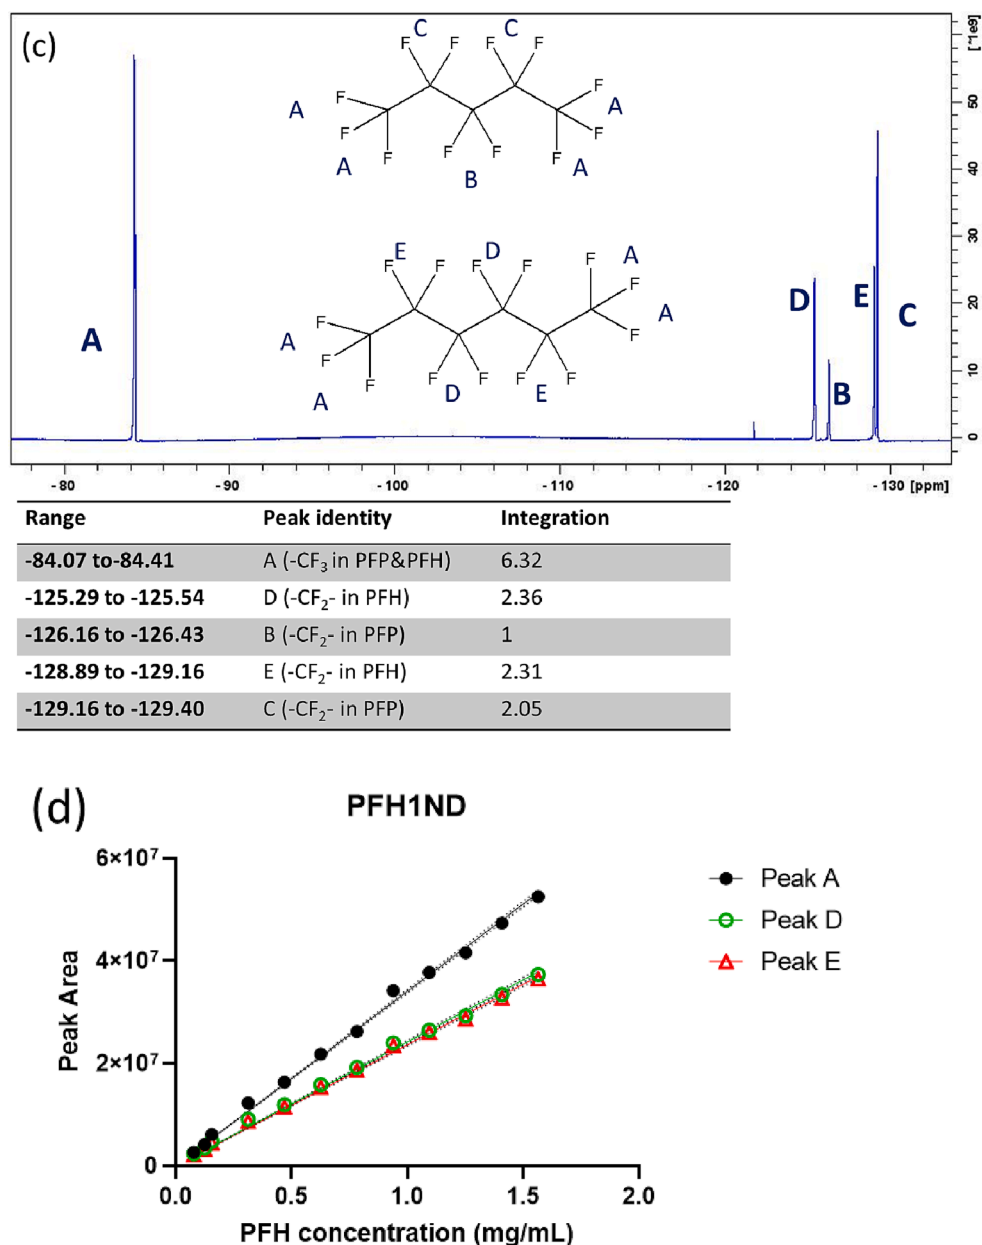 (c)
C C
F F F F
A F F A
F F
A F F F F A
B
E D A
F F F F F
F
A F F A
F
A F F F F F
D E
A
D
B
E
C
[*1e9]
50
40
30
20
10
0
-80 -90 -100 -110 -120 -130 [ppm]
Range Peak identity Integration
-84.07 to-84.41 A (-CF3 in PFP&PFH) 6.32
-125.29 to -125.54 D (-CF2- in PFH) 2.36
-126.16 to -126.43 B (-CF2- in PFP) 1
-128.89 to -129.16 E (-CF2- in PFH) 2.31
-129.16 to -129.40 C (-CF2- in PFP) 2.05
(d)
PFH1ND
6×10⁷
4×10⁷
2×10⁷
0
Peak Area
0.0 0.5 1.0 1.5 2.0
PFH concentration (mg/mL)
Peak A
Peak D
Peak E